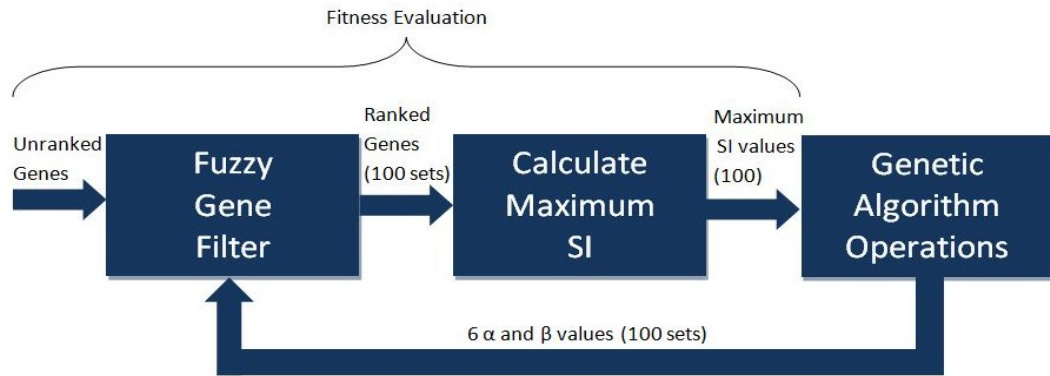 Fitness Evaluation
Unranked
Genes
Fuzzy
Gene
Filter
Ranked
Genes
(100 sets)
Calculate
Maximum
SI
Maximum
SI values
(100)
Genetic
Algorithm
Operations
6 α and β values (100 sets)